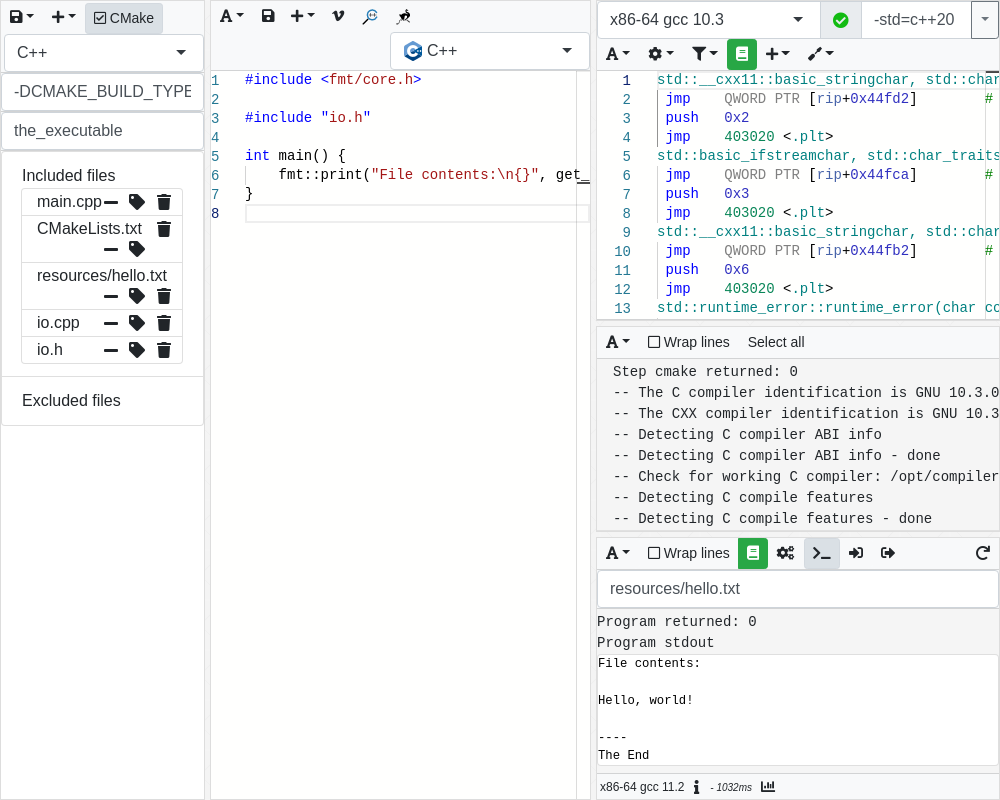 CMake
C++
-DCMAKE_BUILD_TYPE
the_executable
Included files
main.cpp
CMakeLists.txt
resources/hello.txt
io.cpp
io.h
Excluded files
A
C++
1 #include <fmt/core.h>
2
3 #include "io.h"
4
5 int main() {
6 fmt::print("File contents:\n{}", get_
7 }
8
x86-64 gcc 10.3
-std=c++20
A
1 std::__cxx11::basic_stringchar, std::char
2 jmp QWORD PTR [rip+0x44fd2] #
3 push 0x2
4 jmp 403020 <.plt>
5 std::basic_ifstreamchar, std::char_traits
6 jmp QWORD PTR [rip+0x44fca] #
7 push 0x3
8 jmp 403020 <.plt>
9 std::__cxx11::basic_stringchar, std::char
10 jmp QWORD PTR [rip+0x44fb2] #
11 push 0x6
12 jmp 403020 <.plt>
13 std::runtime_error::runtime_error(char co
A Wrap lines Select all
Step cmake returned: 0
-- The C compiler identification is GNU 10.3.0
-- The CXX compiler identification is GNU 10.3
-- Detecting C compiler ABI info
-- Detecting C compiler ABI info - done
-- Check for working C compiler: /opt/compiler
-- Detecting C compile features
-- Detecting C compile features - done
A Wrap lines
resources/hello.txt
Program returned: 0
Program stdout
File contents:
Hello, world!
----
The End
x86-64 gcc 11.2 - 1032ms